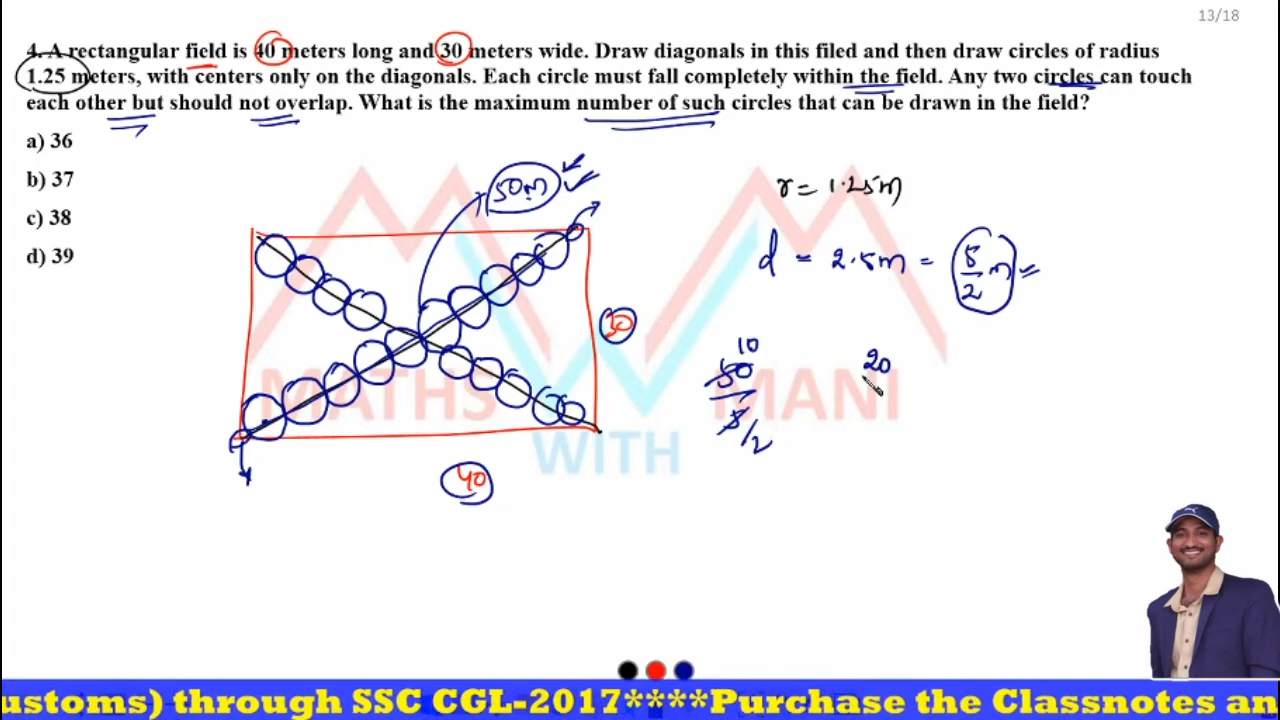 13/18
4. A rectangular field is 40 meters long and 30 meters wide. Draw diagonals in this filed and then draw circles of radius
1.25 meters, with centers only on the diagonals. Each circle must fall completely within the field. Any two circles can touch
each other but should not overlap. What is the maximum number of such circles that can be drawn in the field?
a) 36
b) 37
c) 38
d) 39
50m
r = 1.25m
d = 2.5m = 5/2 m =
30
10
50
5/2
20
40
MATHS MANI
WITH
ustoms) through SSC CGL-2017****Purchase the Classnotes an